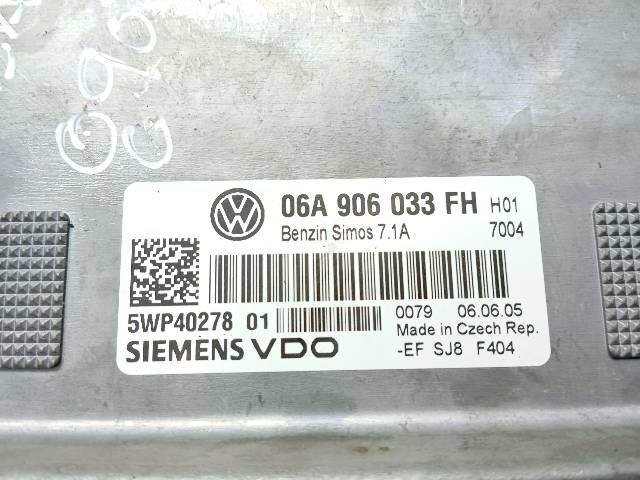 06A 906 033 FH H01
Benzin Simos 7.1A 7004
5WP40278 01 0079 06.06.05
Made in Czech Rep.
SIEMENS VDO -EF SJ8 F404